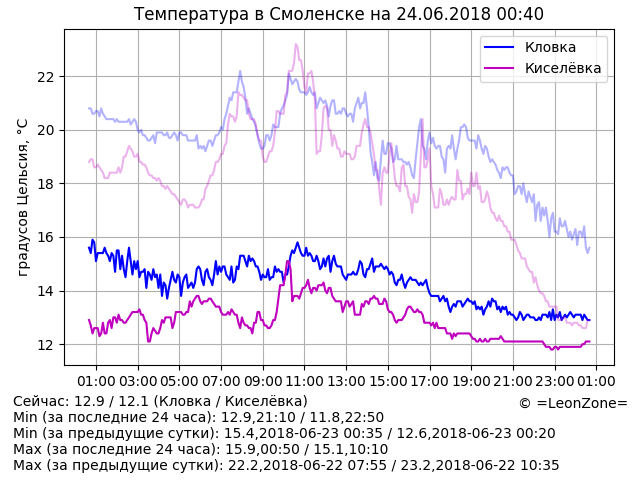 Температура в Смоленске на 24.06.2018 00:40
Кловка
Киселёвка
градусов Цельсия, °C
22
20
18
16
14
12
01:00 03:00 05:00 07:00 09:00 11:00 13:00 15:00 17:00 19:00 21:00 23:00 01:00
Сейчас: 12.9 / 12.1 (Кловка / Киселёвка)
© =LeonZone=
Min (за последние 24 часа): 12.9,21:10 / 11.8,22:50
Min (за предыдущие сутки): 15.4,2018-06-23 00:35 / 12.6,2018-06-23 00:20
Max (за последние 24 часа): 15.9,00:50 / 15.1,10:10
Max (за предыдущие сутки): 22.2,2018-06-22 07:55 / 23.2,2018-06-22 10:35